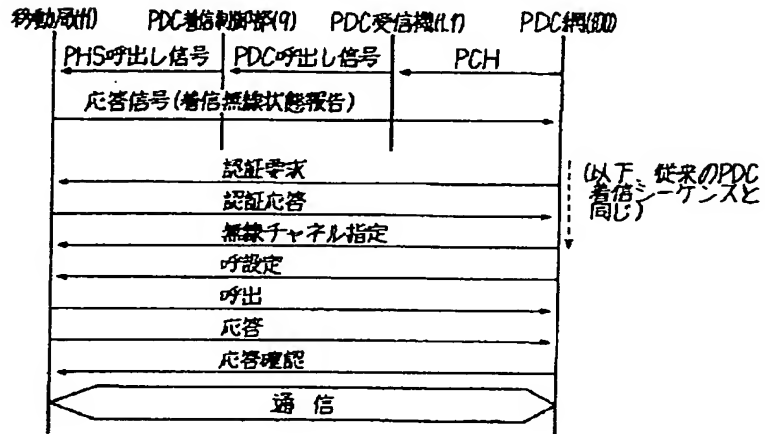 移動局(11) PDC着信制御部(9) PDC受信機(1.1) PDC網(300)
PHS呼出し信号 PDC呼出し信号 PCH
応答信号(着信無線状態報告)
認証要求
認証応答
無線チャネル指定
呼設定
呼出
応答
応答確認
通信
(以下、従来のPDC
着信シーケンスと
同じ)